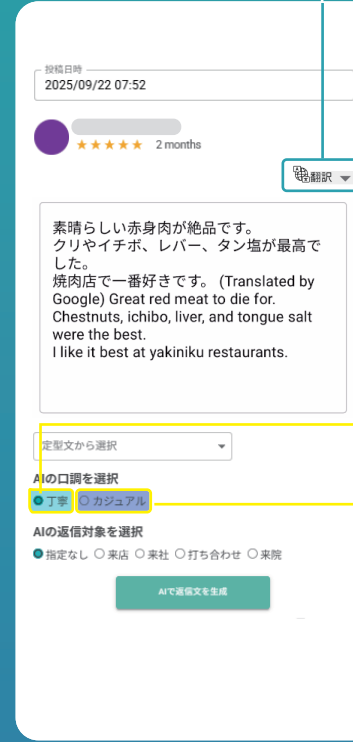 投稿日時
2025/09/22 07:52
★★★★★ 2 months
翻訳
素晴らしい赤身肉が絶品です。
クリやイチボ、レバー、タン塩が最高で
した。
焼肉店で一番好きです。 (Translated by
Google) Great red meat to die for.
Chestnuts, ichibo, liver, and tongue salt
were the best.
I like it best at yakiniku restaurants.
定型文から選択
AIの口調を選択
丁寧 カジュアル
AIの返信対象を選択
指定なし 来店 来社 打ち合わせ 来院
AIで返信文を生成